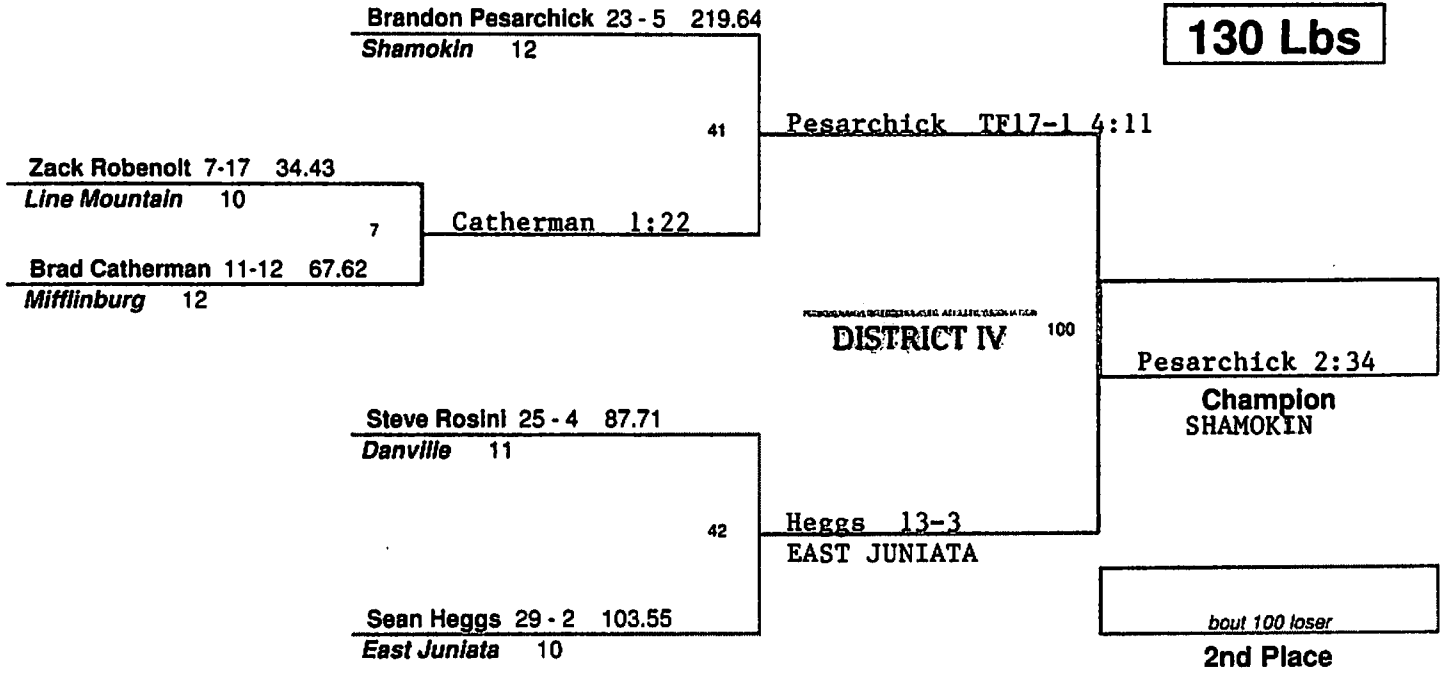 Brandon Pesarchick 23 - 5 219.64
Shamokin 12
130 Lbs
41
Pesarchick TF17-1 4:11
Zack Robenolt 7-17 34.43
Line Mountain 10
7
Catherman 1:22
Brad Catherman 11-12 67.62
Mifflinburg 12
DISTRICT IV
100
Pesarchick 2:34
Champion
SHAMOKIN
Steve Rosini 25 - 4 87.71
Danville 11
42
Heggs 13-3
EAST JUNIATA
Sean Heggs 29 - 2 103.55
East Juniata 10
bout 100 loser
2nd Place